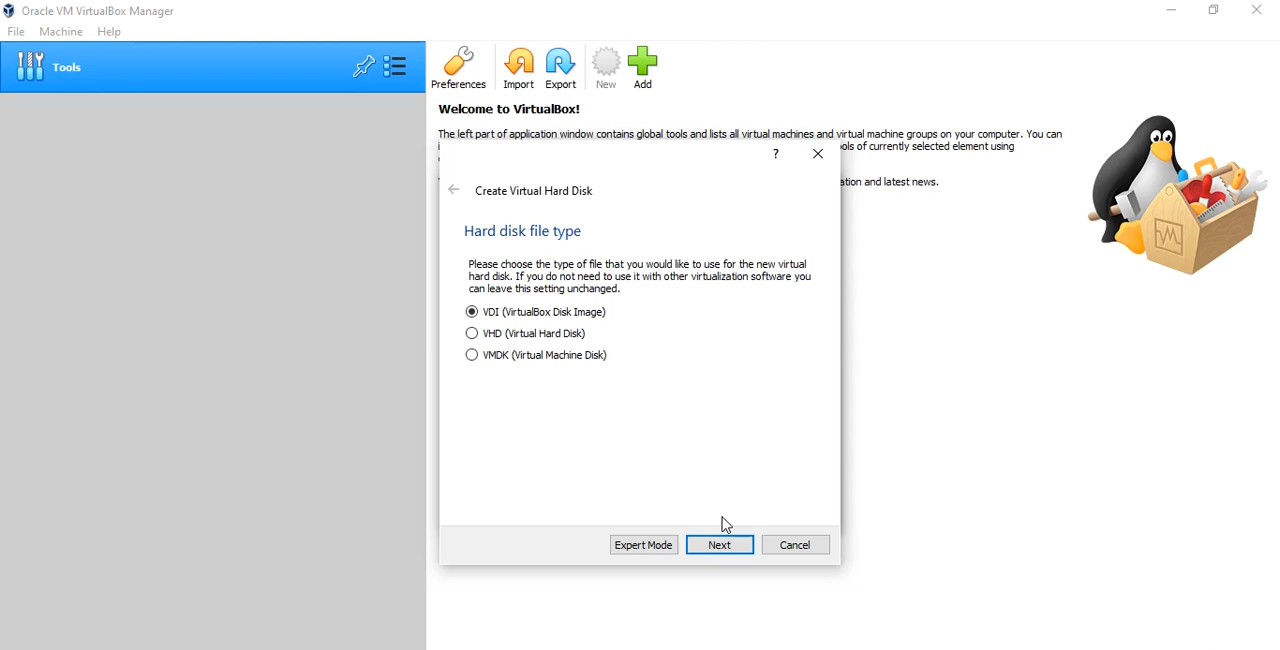 Oracle VM VirtualBox Manager
File Machine Help
Tools
Preferences Import Export New Add
Welcome to VirtualBox!
The left part of application window contains global tools and lists all virtual machines and virtual machine groups on your computer. You can
ols of currently selected element using
ation and latest news.
?
Create Virtual Hard Disk
Hard disk file type
Please choose the type of file that you would like to use for the new virtual
hard disk. If you do not need to use it with other virtualization software you
can leave this setting unchanged.
VDI (VirtualBox Disk Image)
VHD (Virtual Hard Disk)
VMDK (Virtual Machine Disk)
Expert Mode Next Cancel